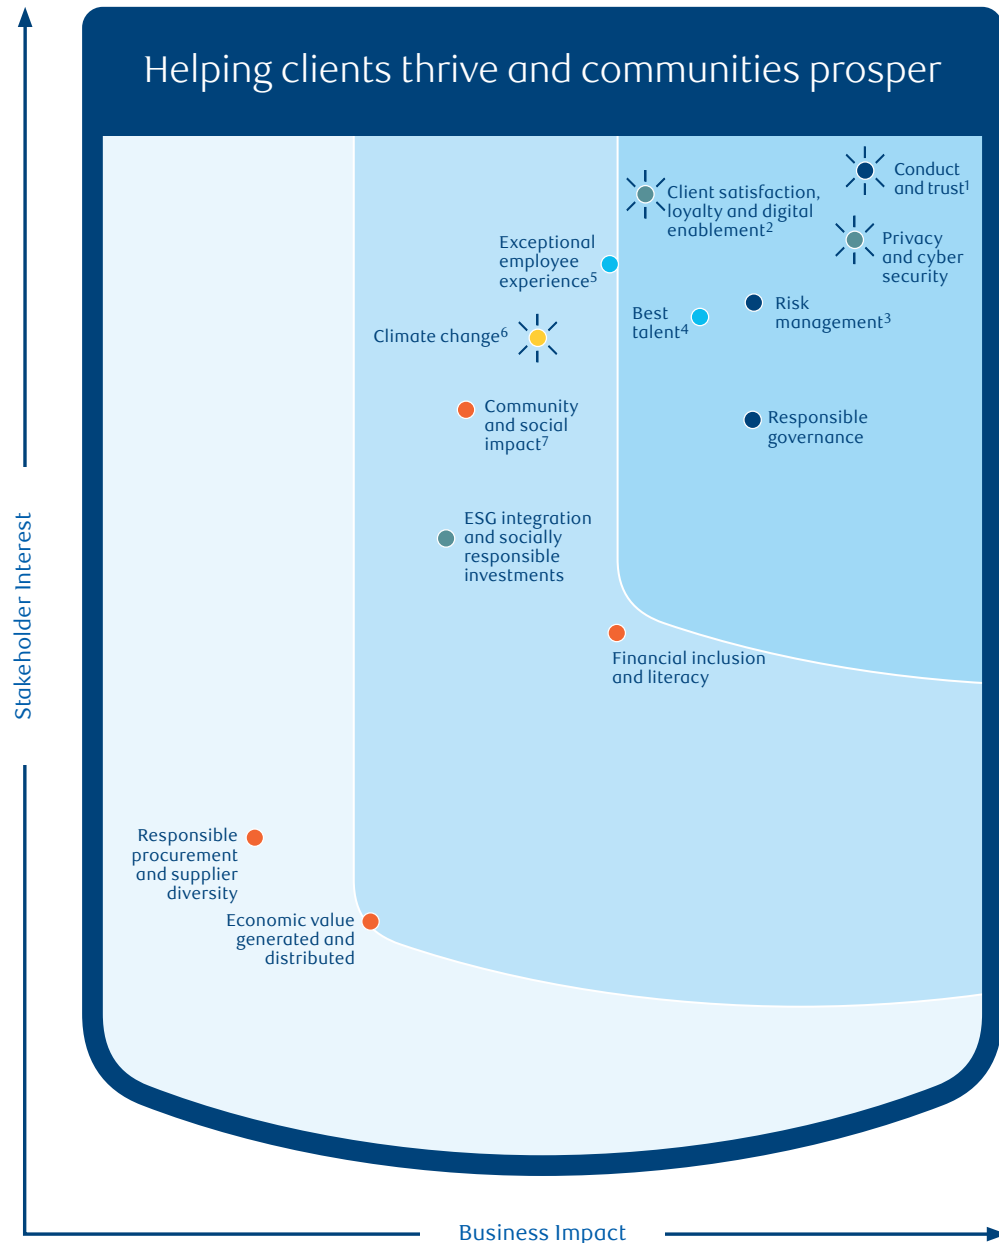 Helping clients thrive and communities prosper
Conduct
and trust¹
Client satisfaction,
loyalty and digital
enablement²
Privacy
and cyber
security
Exceptional
employee
experience⁵
Risk
management³
Best
talent⁴
Climate change⁶
Community
and social
impact⁷
Responsible
governance
ESG integration
and socially
responsible
investments
Financial inclusion
and literacy
Responsible
procurement
and supplier
diversity
Economic value
generated and
distributed
Stakeholder Interest
Business Impact